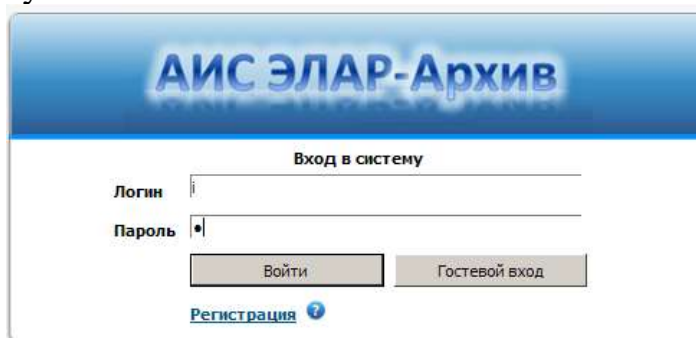 АИС ЭЛАР-Архив
Вход в систему
Логин i
Пароль ●
Войти Гостевой вход
Регистрация ?